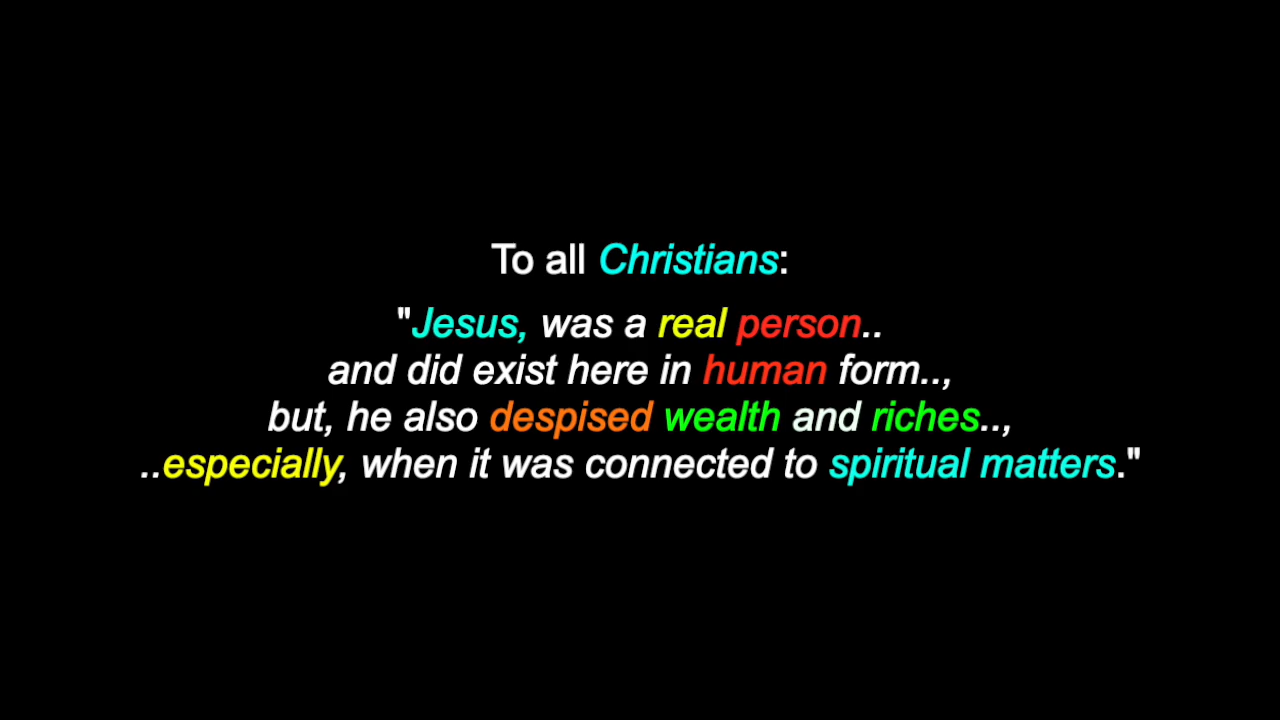 To all Christians:
"Jesus, was a real person..
and did exist here in human form..,
but, he also despised wealth and riches..,
..especially, when it was connected to spiritual matters."